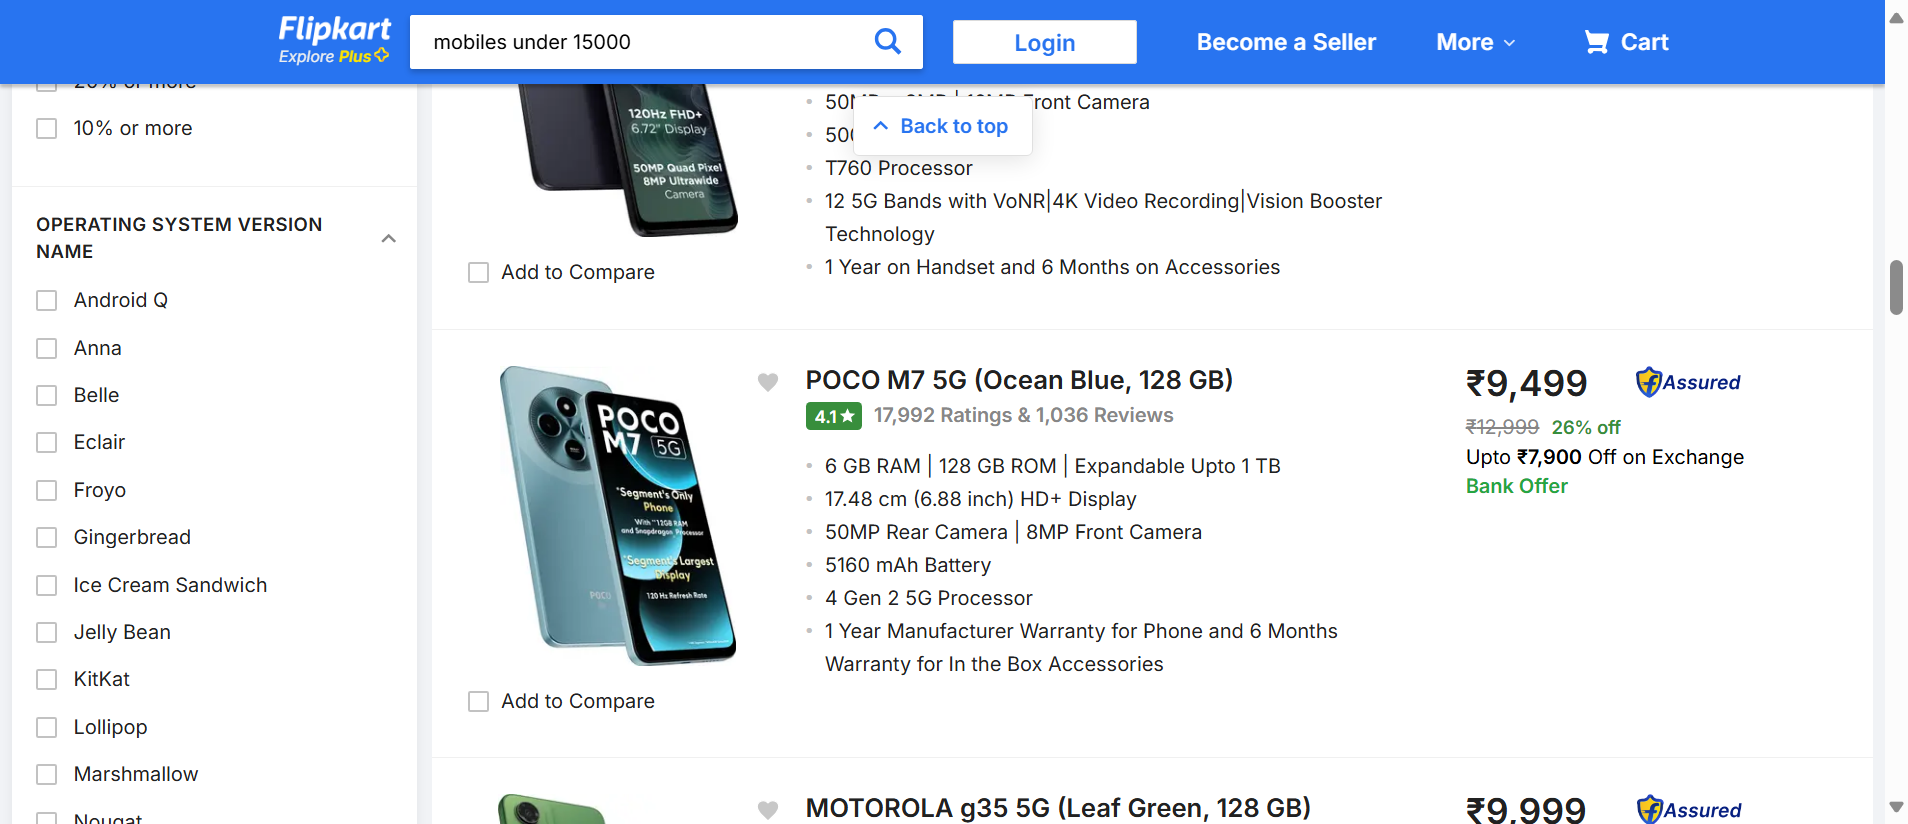 Flipkart
Explore Plus
mobiles under 15000
Login
Become a Seller
More
Cart
20% or more
10% or more
OPERATING SYSTEM VERSION
NAME
Android Q
Anna
Belle
Eclair
Froyo
Gingerbread
Ice Cream Sandwich
Jelly Bean
KitKat
Lollipop
Marshmallow
Nougat
Back to top
120Hz FHD+
6.72" Display
50MP Quad Pixel
8MP Ultrawide
Camera
Add to Compare
Front Camera
T760 Processor
12 5G Bands with VoNR|4K Video Recording|Vision Booster
Technology
1 Year on Handset and 6 Months on Accessories
POCO
M7 5G
"Segment's Only
Phone
With "12GB RAM
and Snapdragon Processor
"Segment's Largest
Display
120 Hz Refresh Rate
POCO
Add to Compare
POCO M7 5G (Ocean Blue, 128 GB)
4.1
17,992 Ratings & 1,036 Reviews
6 GB RAM | 128 GB ROM | Expandable Upto 1 TB
17.48 cm (6.88 inch) HD+ Display
50MP Rear Camera | 8MP Front Camera
5160 mAh Battery
4 Gen 2 5G Processor
1 Year Manufacturer Warranty for Phone and 6 Months
Warranty for In the Box Accessories
₹9,499
Assured
₹12,999 26% off
Upto ₹7,900 Off on Exchange
Bank Offer
MOTOROLA g35 5G (Leaf Green, 128 GB)
₹9,999
Assured